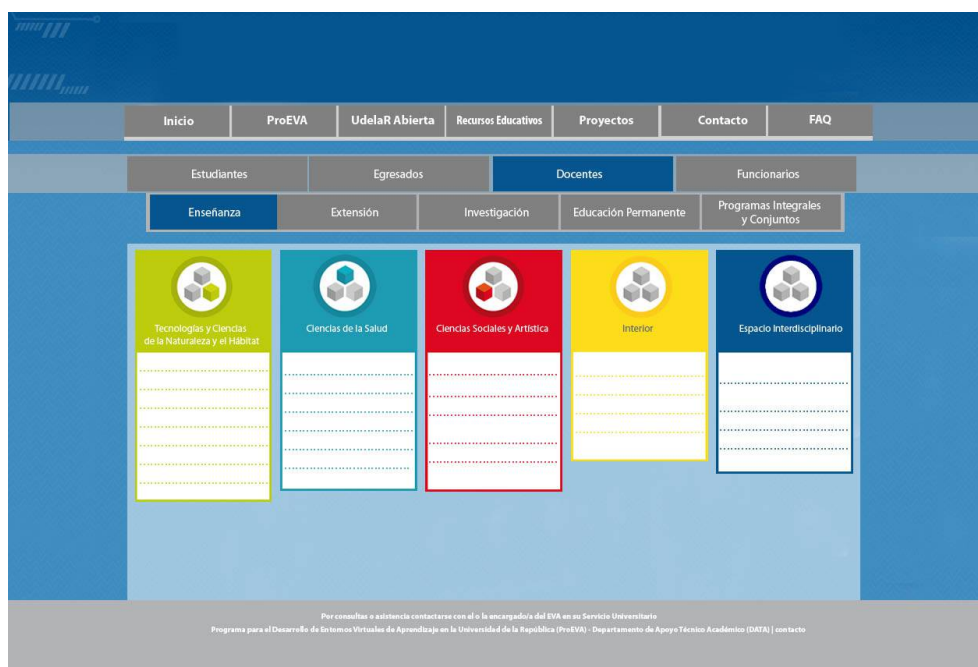 Inicio
ProEVA
UdelaR Abierta
Recursos Educativos
Proyectos
Contacto
FAQ
Estudiantes
Egresados
Docentes
Funcionarios
Enseñanza
Extensión
Investigación
Educación Permanente
Programas Integrales
y Conjuntos
Tecnologías y Ciencias
de la Naturaleza y el Hábitat
Ciencias de la Salud
Ciencias Sociales y Artística
Interior
Espacio Interdisciplinario
Por consultas o asistencia contactarse con el o la encargado/a del EVA en su Servicio Universitario
Programa para el Desarrollo de Entornos Virtuales de Aprendizaje en la Universidad de la República (ProEVA) - Departamento de Apoyo Técnico Académico (DATA) | contacto